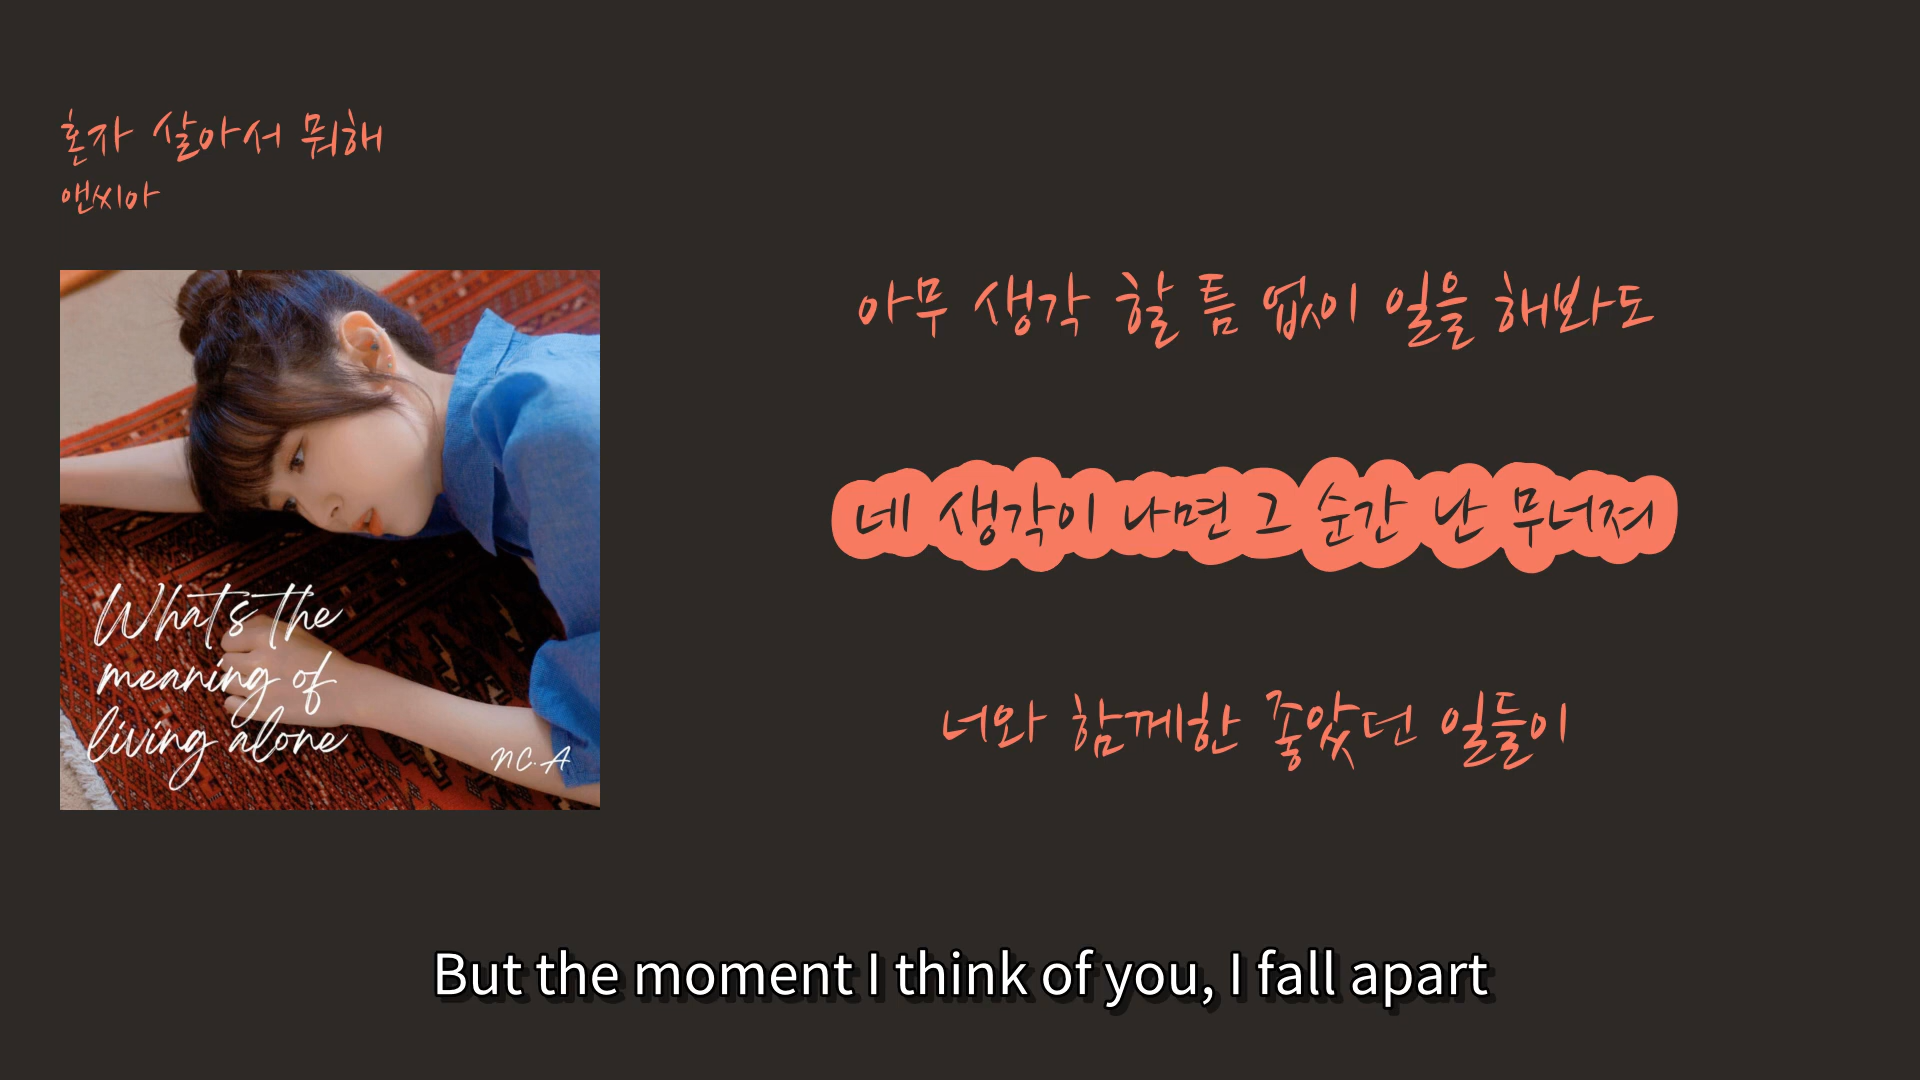 혼자 살아서 뭐해
앤씨아
What's the
meaning of
living alone
NC.A
아무 생각 할 틈 없이 일을 해봐도
네 생각이 나면 그 순간 난 무너져
너와 함께한 좋았던 일들이
But the moment I think of you, I fall apart